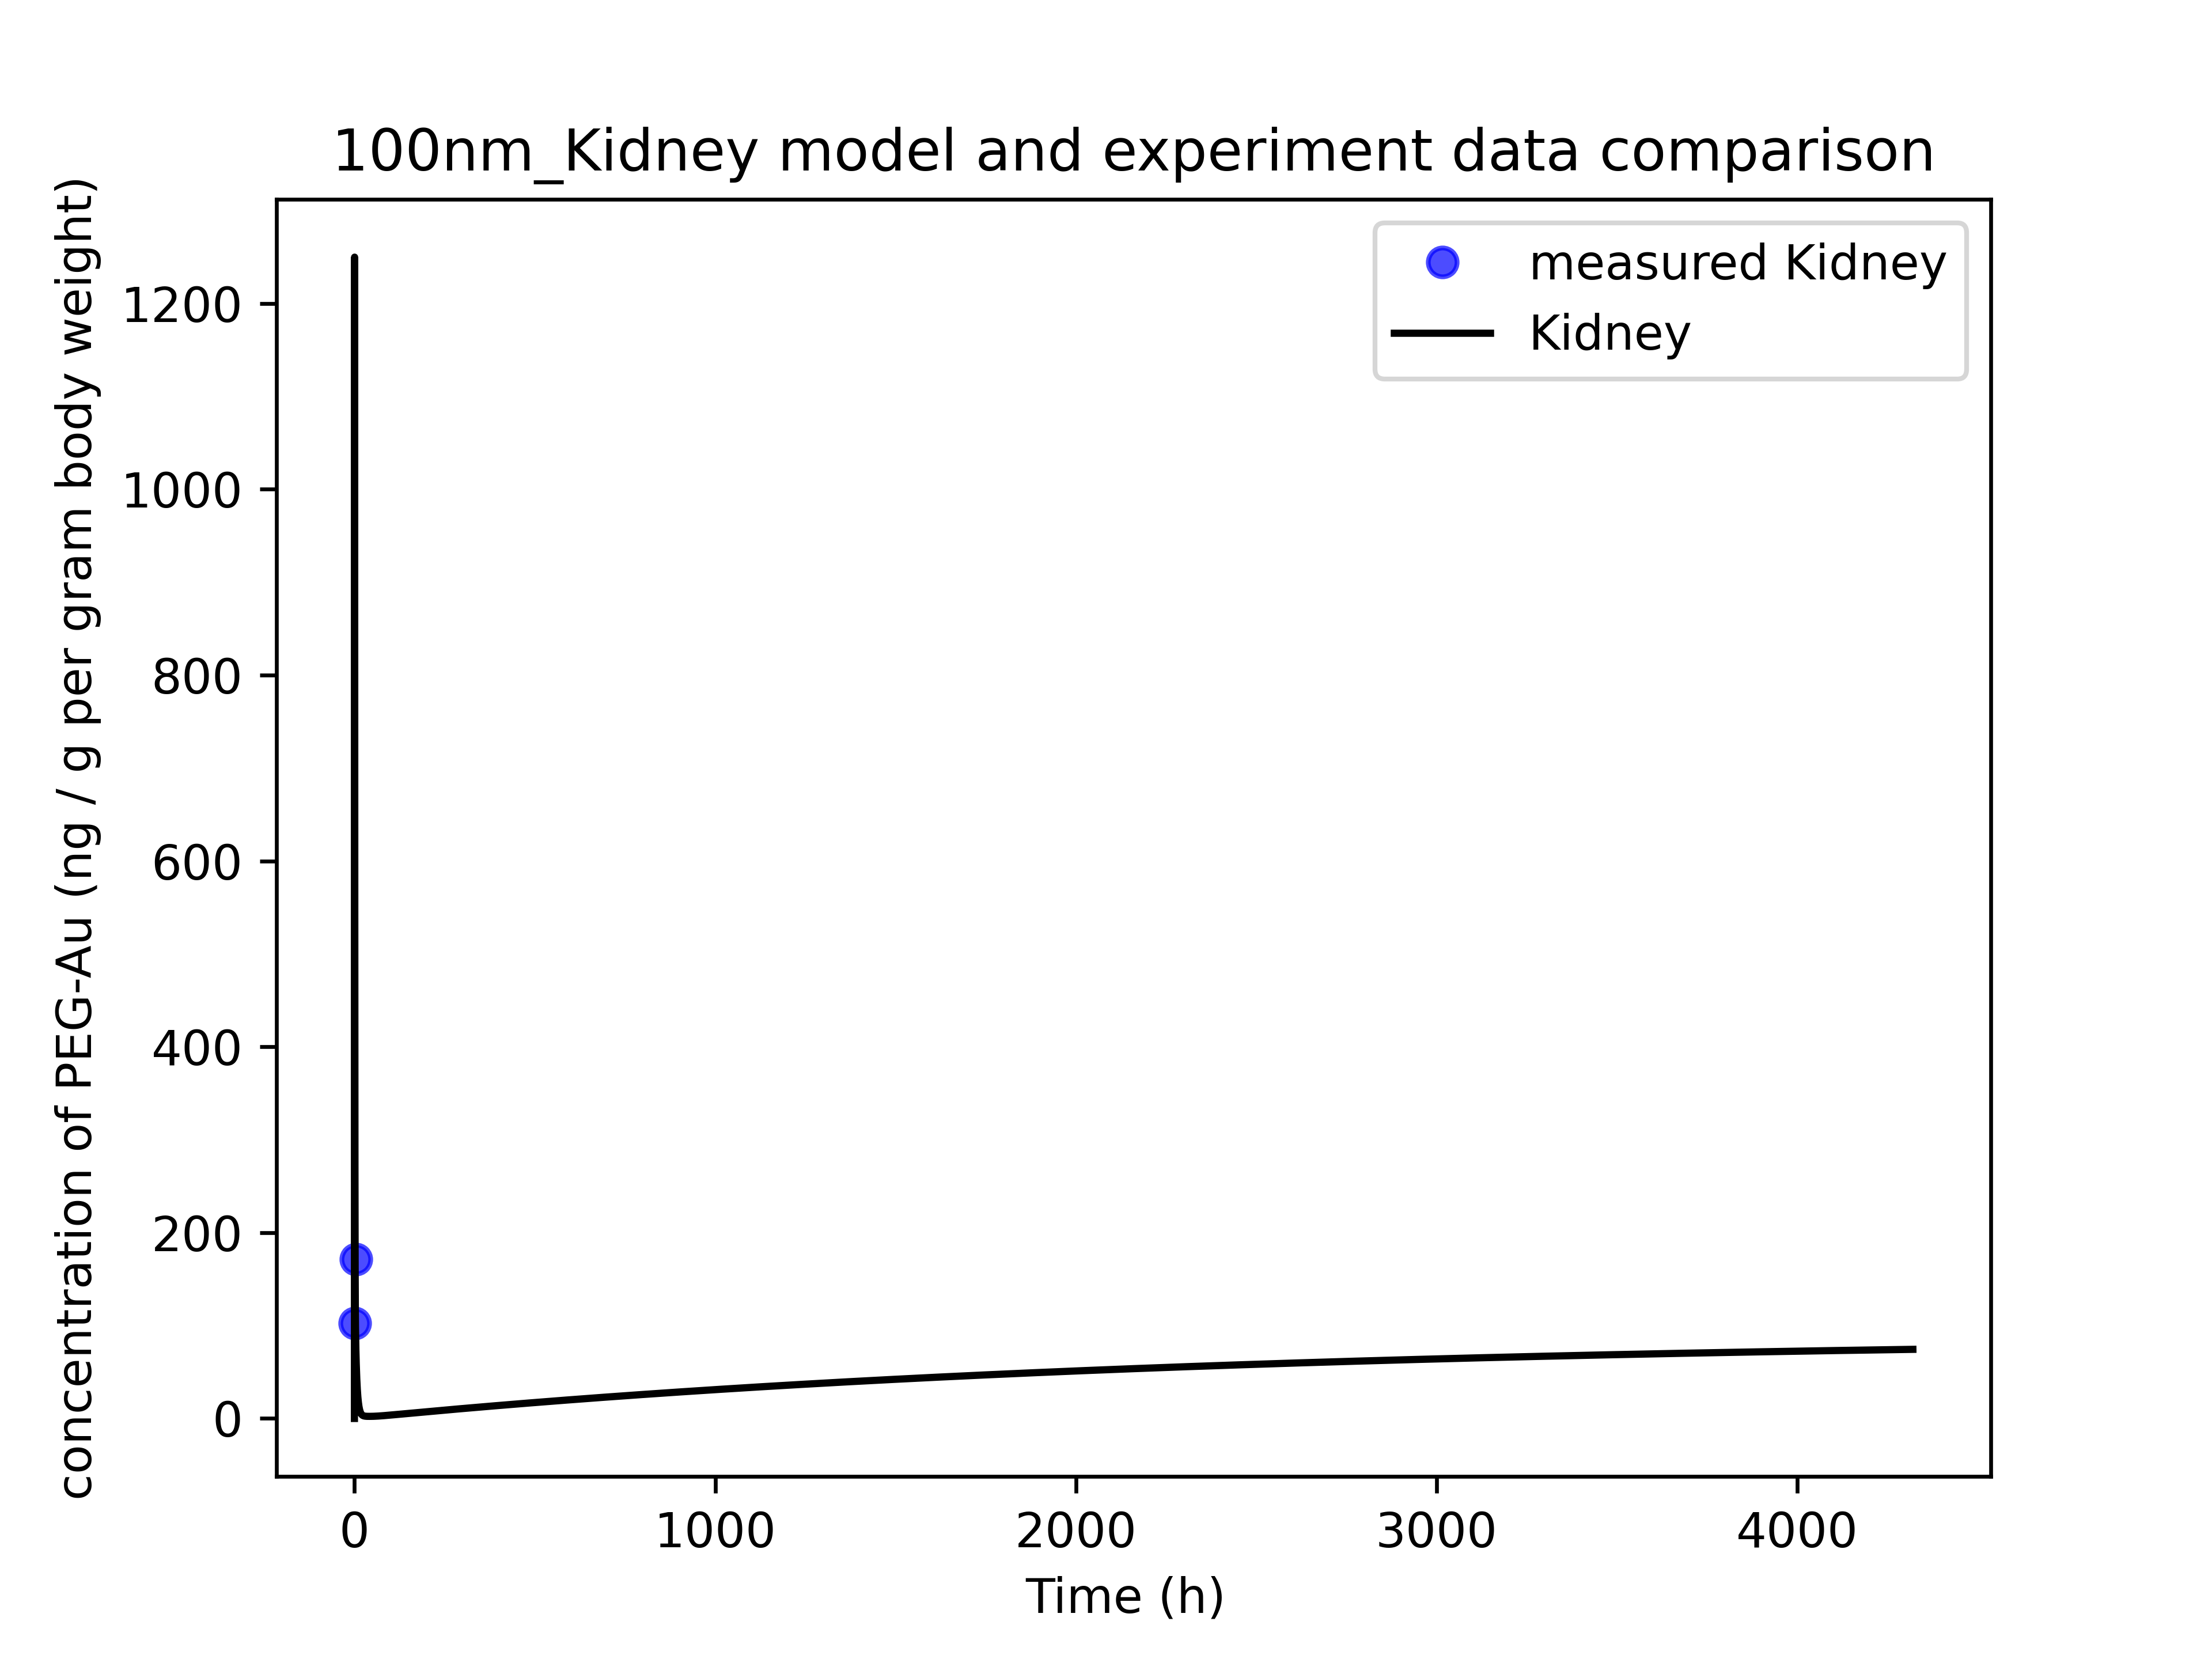 100nm_Kidney model and experiment data comparison
measured Kidney
Kidney
concentration of PEG-Au (ng / g per gram body weight)
1200
1000
800
600
400
200
0
0 1000 2000 3000 4000
Time (h)